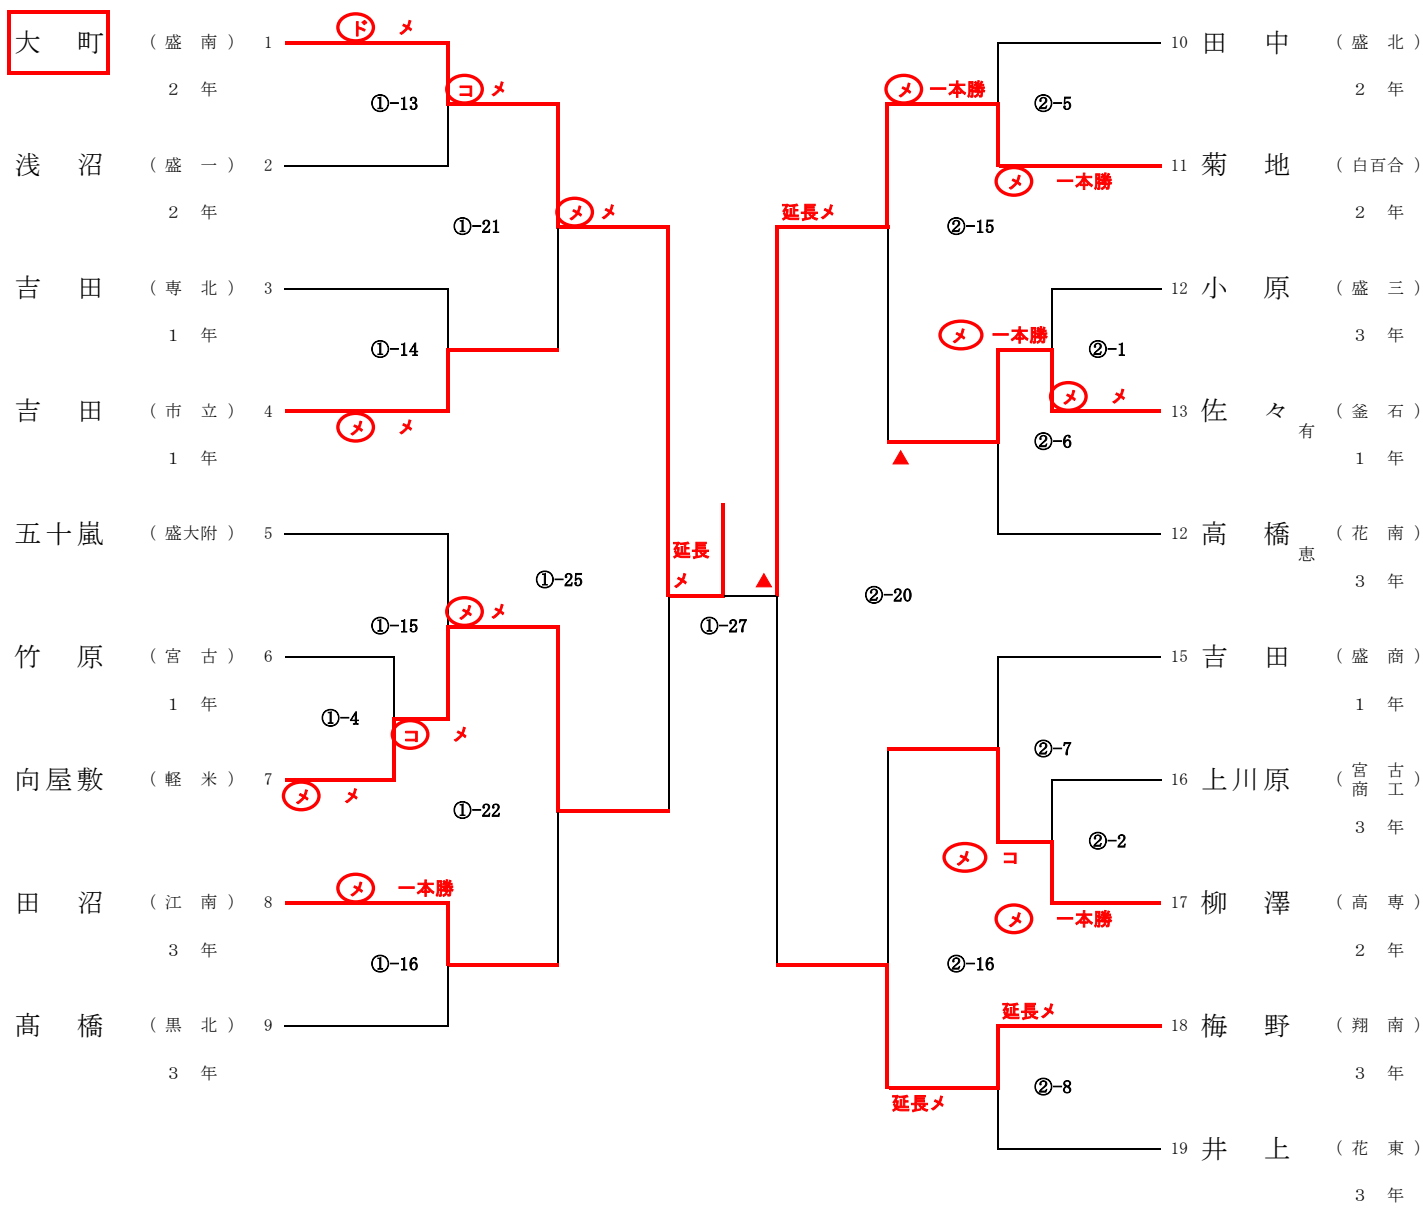 大町 (盛南) 1 ド メ
2年
コ メ
①-13
浅沼 (盛一) 2
2年
メ メ
①-21
吉田 (専北) 3
1年
①-14
吉田 (市立) 4
メ メ
1年
五十嵐 (盛大附) 5
①-25
メ メ
①-15
竹原 (宮古) 6
1年
①-4
コ メ
向屋敷 (軽米) 7
メ メ
①-22
田沼 (江南) 8 メ 一本勝
3年
①-16
髙橋 (黒北) 9
3年
延長
メ
▲
①-27
10 田中 (盛北)
2年
メ 一本勝
②-5
11 菊地 (白百合)
メ 一本勝
2年
延長メ
②-15
12 小原 (盛三)
3年
メ 一本勝
②-1
メ メ
13 佐々有 (釜石)
1年
②-6
▲
12 高橋恵 (花南)
3年
②-20
15 吉田 (盛商)
1年
②-7
16 上川原 (宮古商工)
3年
②-2
メ コ
17 柳澤 (高専)
メ 一本勝
2年
②-16
延長メ
18 梅野 (翔南)
3年
②-8
延長メ
19 井上 (花東)
3年